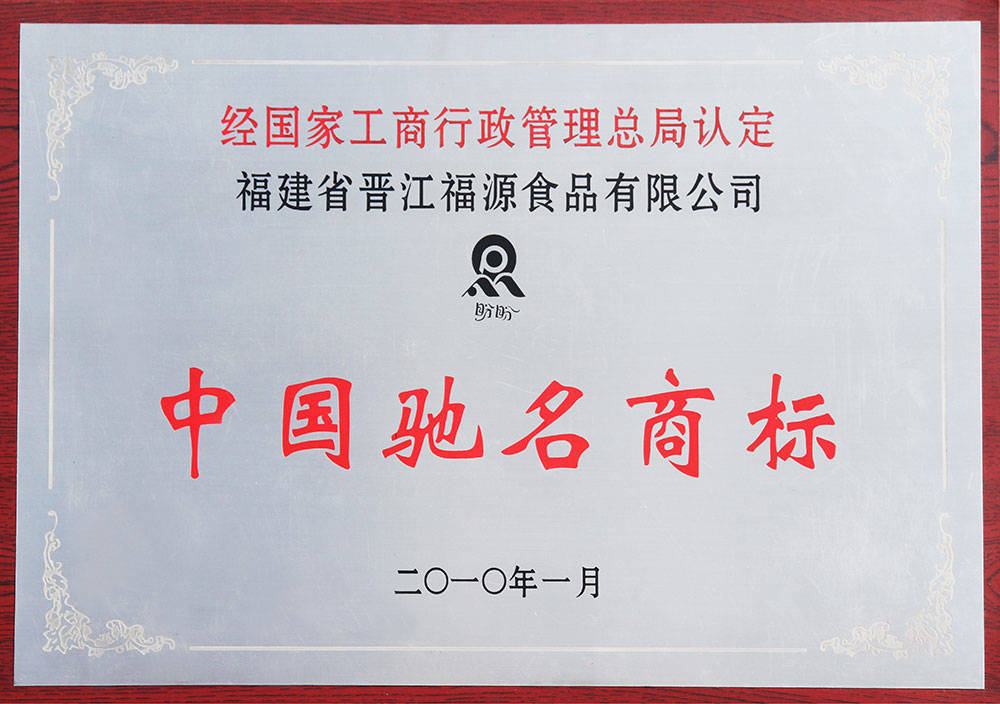 经国家工商行政管理总局认定
福建省晋江福源食品有限公司
盼盼
中国驰名商标
二〇一〇年一月